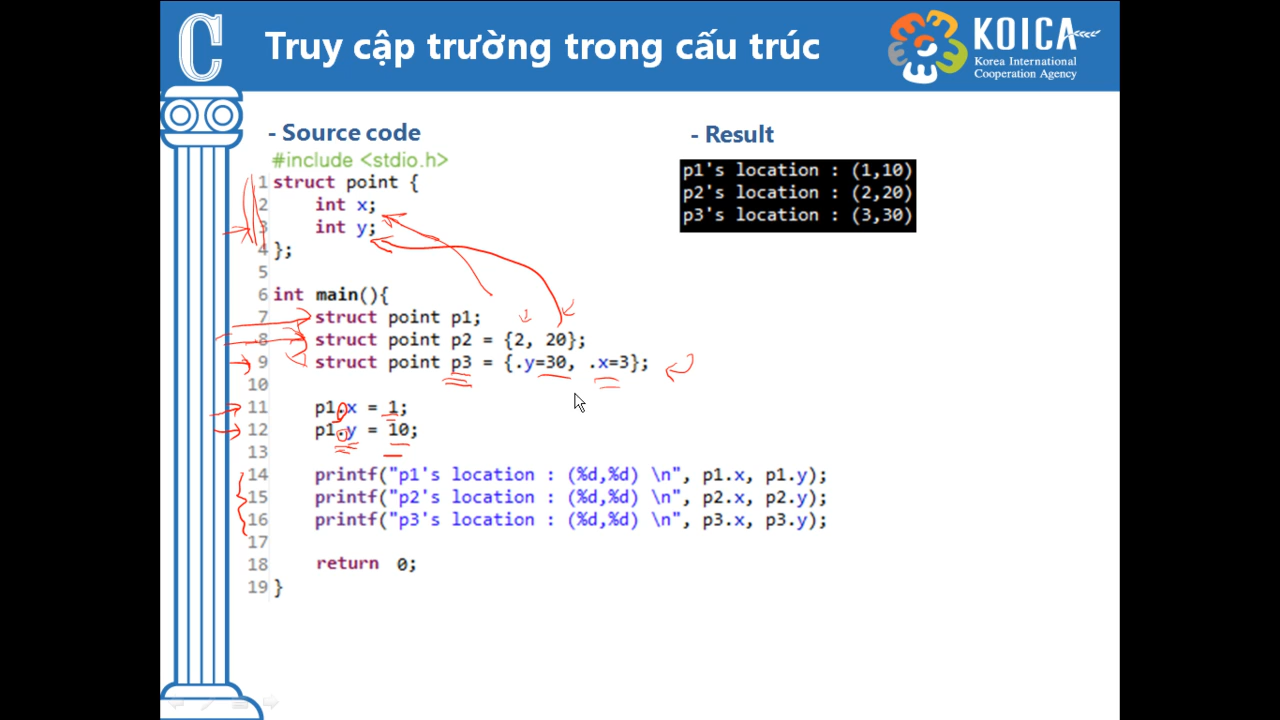 C
Truy cập trường trong cấu trúc
KOICA
Korea International
Cooperation Agency
- Source code
#include <stdio.h>
1 struct point {
2 int x;
3 int y;
4 };
5
6 int main(){
7 struct point p1;
8 struct point p2 = {2, 20};
9 struct point p3 = {.y=30, .x=3};
10
11 p1.x = 1;
12 p1.y = 10;
13
14 printf("p1's location : (%d,%d) \n", p1.x, p1.y);
15 printf("p2's location : (%d,%d) \n", p2.x, p2.y);
16 printf("p3's location : (%d,%d) \n", p3.x, p3.y);
17
18 return 0;
19 }
- Result
p1's location : (1,10)
p2's location : (2,20)
p3's location : (3,30)